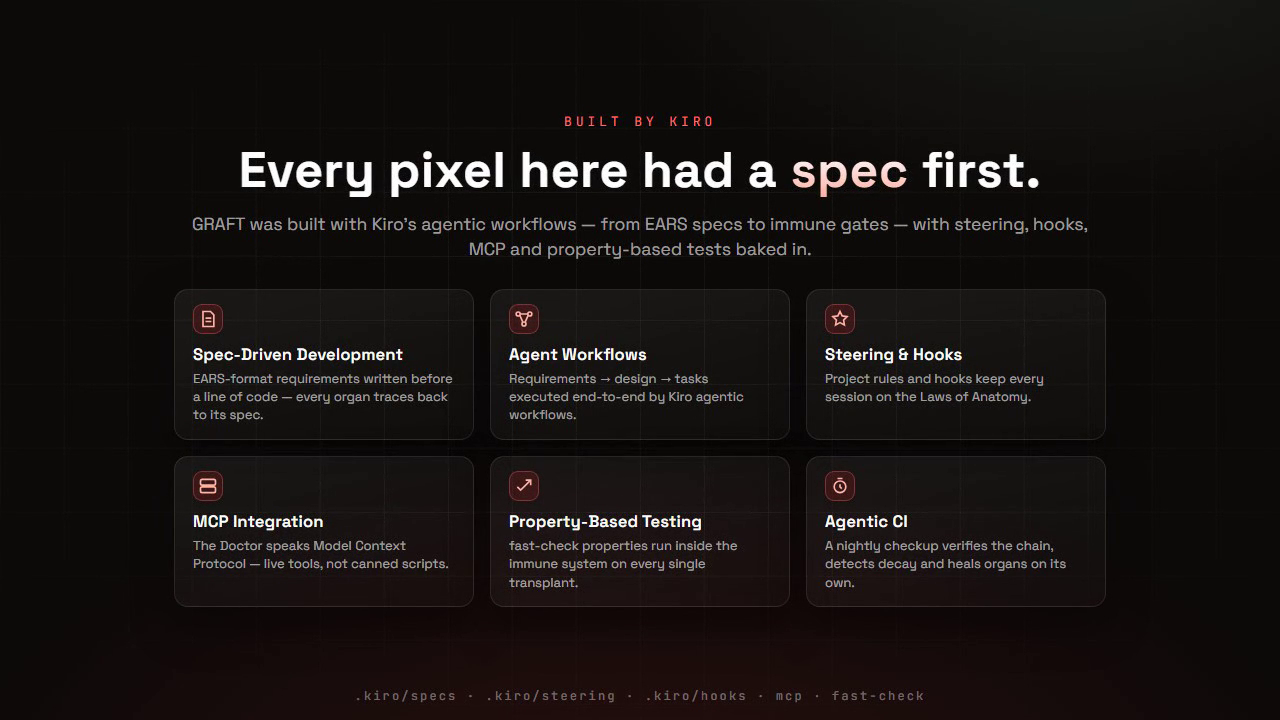 BUILT BY KIRO
Every pixel here had a spec first.
GRAFT was built with Kiro's agentic workflows — from EARS specs to immune gates — with steering, hooks,
MCP and property-based tests baked in.
Spec-Driven Development
EARS-format requirements written before
a line of code — every organ traces back
to its spec.
Agent Workflows
Requirements → design → tasks
executed end-to-end by Kiro agentic
workflows.
Steering & Hooks
Project rules and hooks keep every
session on the Laws of Anatomy.
MCP Integration
The Doctor speaks Model Context
Protocol — live tools, not canned scripts.
Property-Based Testing
fast-check properties run inside the
immune system on every single
transplant.
Agentic CI
A nightly checkup verifies the chain,
detects decay and heals organs on its
own.
.kiro/specs · .kiro/steering · .kiro/hooks · mcp · fast-check